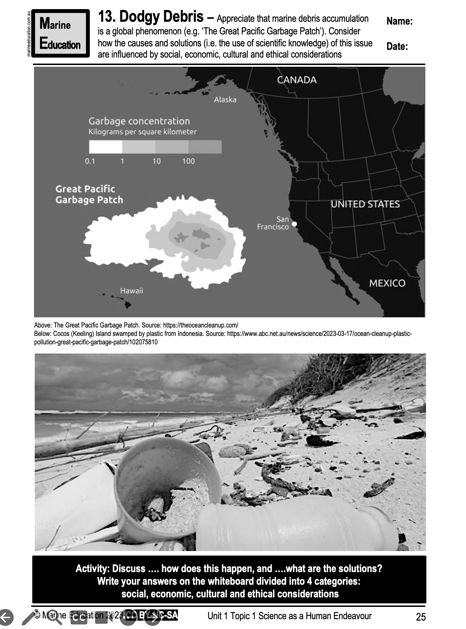 marineeducation.com.au
Marine
Education
13. Dodgy Debris – Appreciate that marine debris accumulation
is a global phenomenon (e.g. 'The Great Pacific Garbage Patch'). Consider
how the causes and solutions (i.e. the use of scientific knowledge) of this issue
are influenced by social, economic, cultural and ethical considerations
Name:
Date:
CANADA
Alaska
Garbage concentration
Kilograms per square kilometer
0.1 1 10 100
Great Pacific
Garbage Patch
UNITED STATES
San
Francisco
MEXICO
Hawaii
Above: The Great Pacific Garbage Patch. Source: https://theoceancleanup.com/
Below: Cocos (Keeling) Island swamped by plastic from Indonesia. Source: https://www.abc.net.au/news/science/2023-03-17/ocean-cleanup-plastic-
pollution-great-pacific-garbage-patch/102075810
Activity: Discuss .... how does this happen, and ....what are the solutions?
Write your answers on the whiteboard divided into 4 categories:
social, economic, cultural and ethical considerations
© Marine Education
Unit 1 Topic 1 Science as a Human Endeavour
25